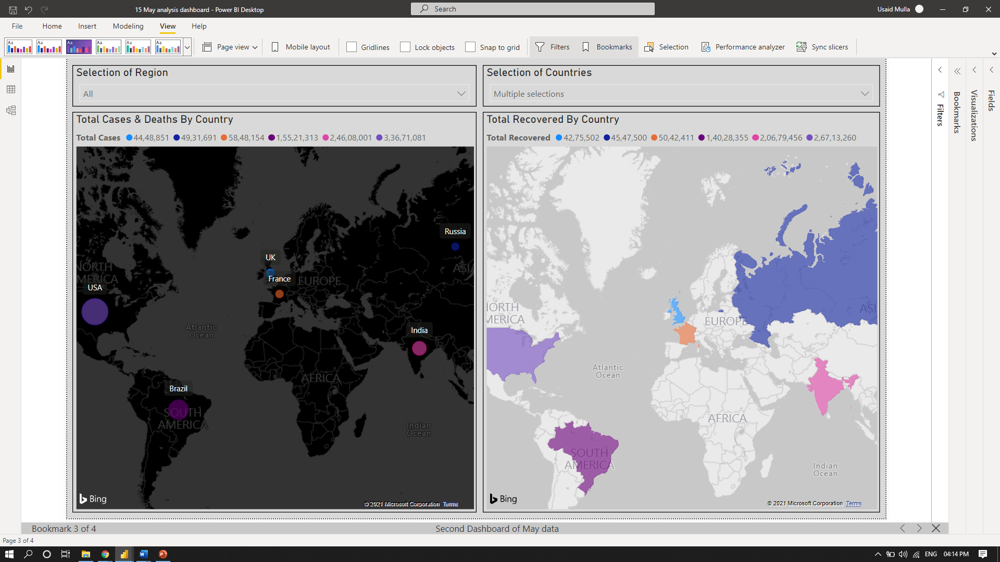 15 May analysis dashboard - Power BI Desktop
Search
Usaid Mulla
File Home Insert Modeling View Help
Aa Aa Aa Aa Aa Aa
Page view
Mobile layout
Gridlines
Lock objects
Snap to grid
Filters
Bookmarks
Selection
Performance analyzer
Sync slicers
Selection of Region
All
Selection of Countries
Multiple selections
Total Cases & Deaths By Country
Total Cases 44,48,851 49,31,691 58,48,154 1,55,21,313 2,46,08,001 3,36,71,081
Russia
UK
France
EUROPE
NORTH
AMERICA
USA
ASIA
Atlantic
Ocean
India
AFRICA
Brazil
SOUTH
AMERICA
Indian
Ocean
Bing
© 2021 Microsoft Corporation Terms
Total Recovered By Country
Total Recovered 42,75,502 45,47,500 50,42,411 1,40,28,355 2,06,79,456 2,67,13,260
NORTH
MERICA
EUROPE
ASI
Atlantic
Ocean
AFRICA
SOUTH
AMERICA
Indian
Ocean
Bing
© 2021 Microsoft Corporation Terms
Filters
Bookmarks
Visualizations
Fields
Bookmark 3 of 4
Second Dashboard of May data
Page 3 of 4
ENG
04:14 PM